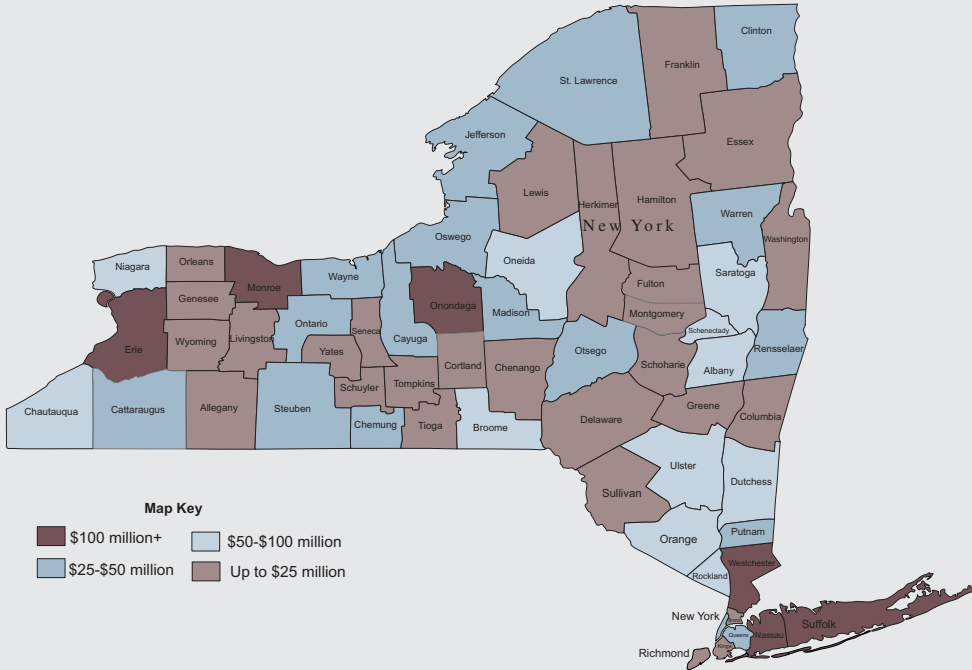 Clinton
Franklin
St. Lawrence
Jefferson
Essex
Lewis
Hamilton
Herkimer
New York
Warren
Oswego
Washington
Oneida
Niagara
Orleans
Saratoga
Wayne
Monroe
Fulton
Genesee
Onondaga
Madison
Montgomery
Ontario
Seneca
Schenectady
Livingston
Cayuga
Wyoming
Erie
Yates
Otsego
Rensselaer
Schoharie
Albany
Cortland
Chenango
Schuyler
Tompkins
Chautauqua
Cattaraugus
Allegany
Steuben
Greene
Columbia
Delaware
Chemung
Tioga
Broome
Ulster
Dutchess
Sullivan
Map Key
$100 million+
$50-$100 million
$25-$50 million
Up to $25 million
Putnam
Orange
Westchester
Rockland
New York
Bronx
Suffolk
Queens
Nassau
Kings
Richmond